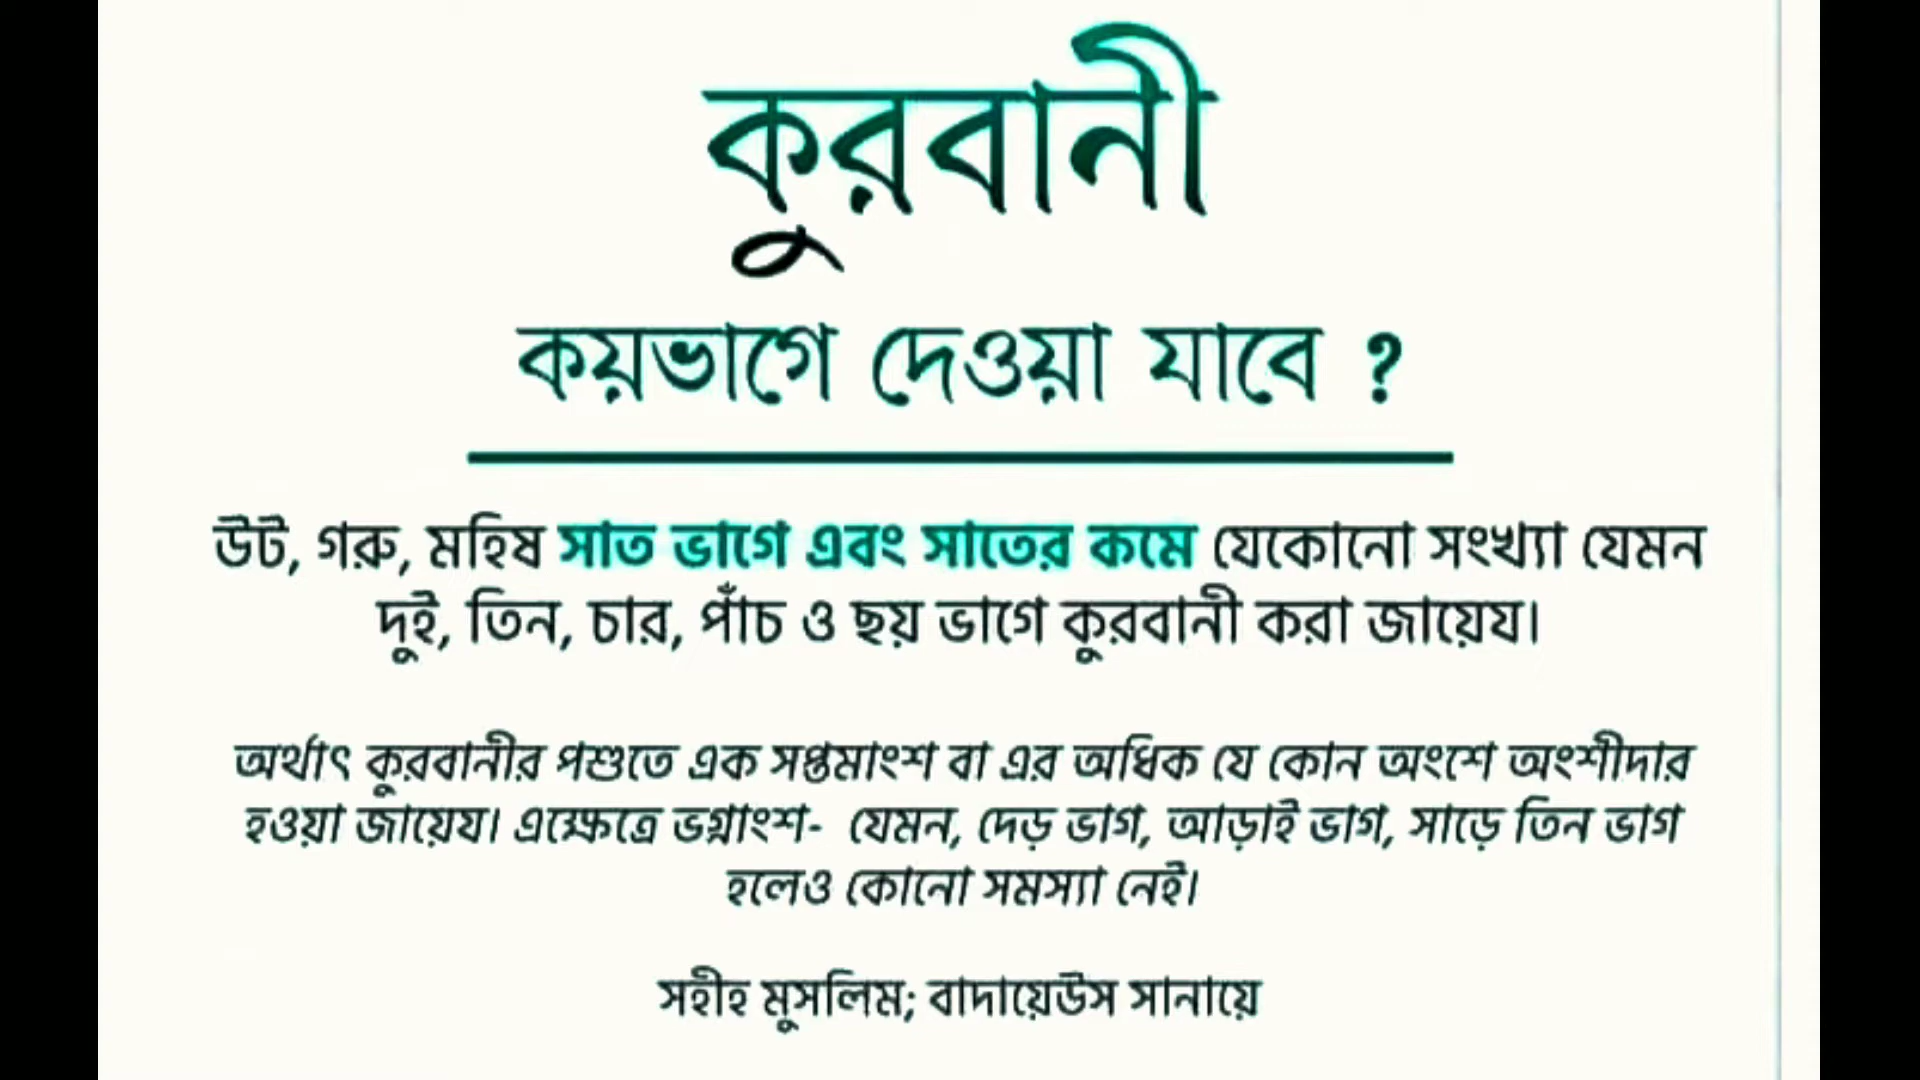 কুরবানী
কয়ভাগে দেওয়া যাবে ?
উট, গরু, মহিষ সাত ভাগে এবং সাতের কমে যেকোনো সংখ্যা যেমন
দুই, তিন, চার, পাঁচ ও ছয় ভাগে কুরবানী করা জায়েয।
অর্থাৎ কুরবানীর পশুতে এক সপ্তমাংশ বা এর অধিক যে কোন অংশে অংশীদার
হওয়া জায়েয। এক্ষেত্রে ভগ্নাংশ- যেমন, দেড় ভাগ, আড়াই ভাগ, সাড়ে তিন ভাগ
হলেও কোনো সমস্যা নেই।
সহীহ মুসলিম; বাদায়েউস সানায়ে